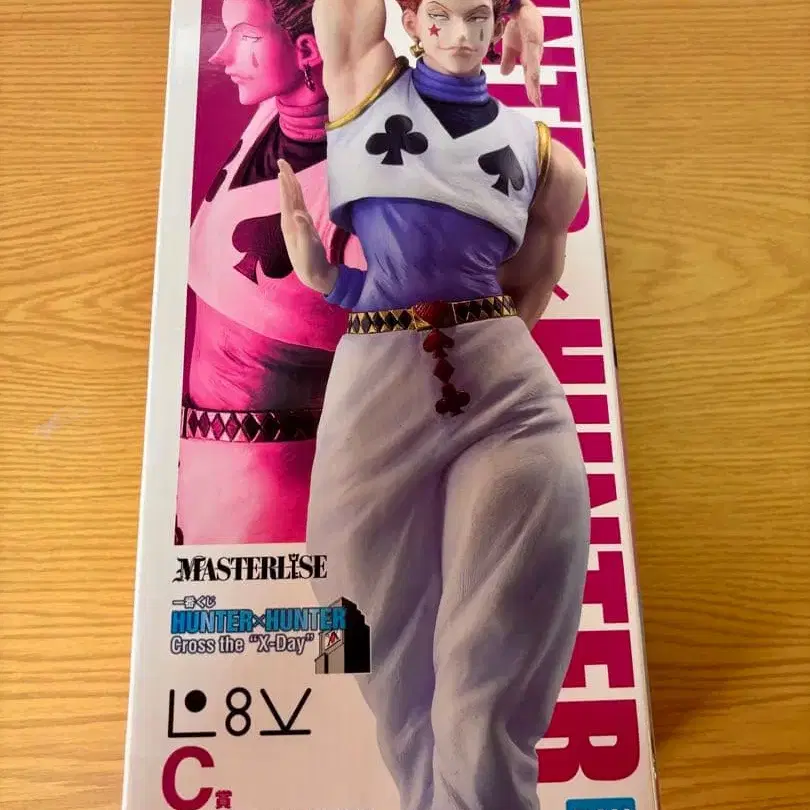 HUNTER×HUNTER
MASTERLISE
一番くじ
HUNTER×HUNTER
Cross the "X-Day"
C賞